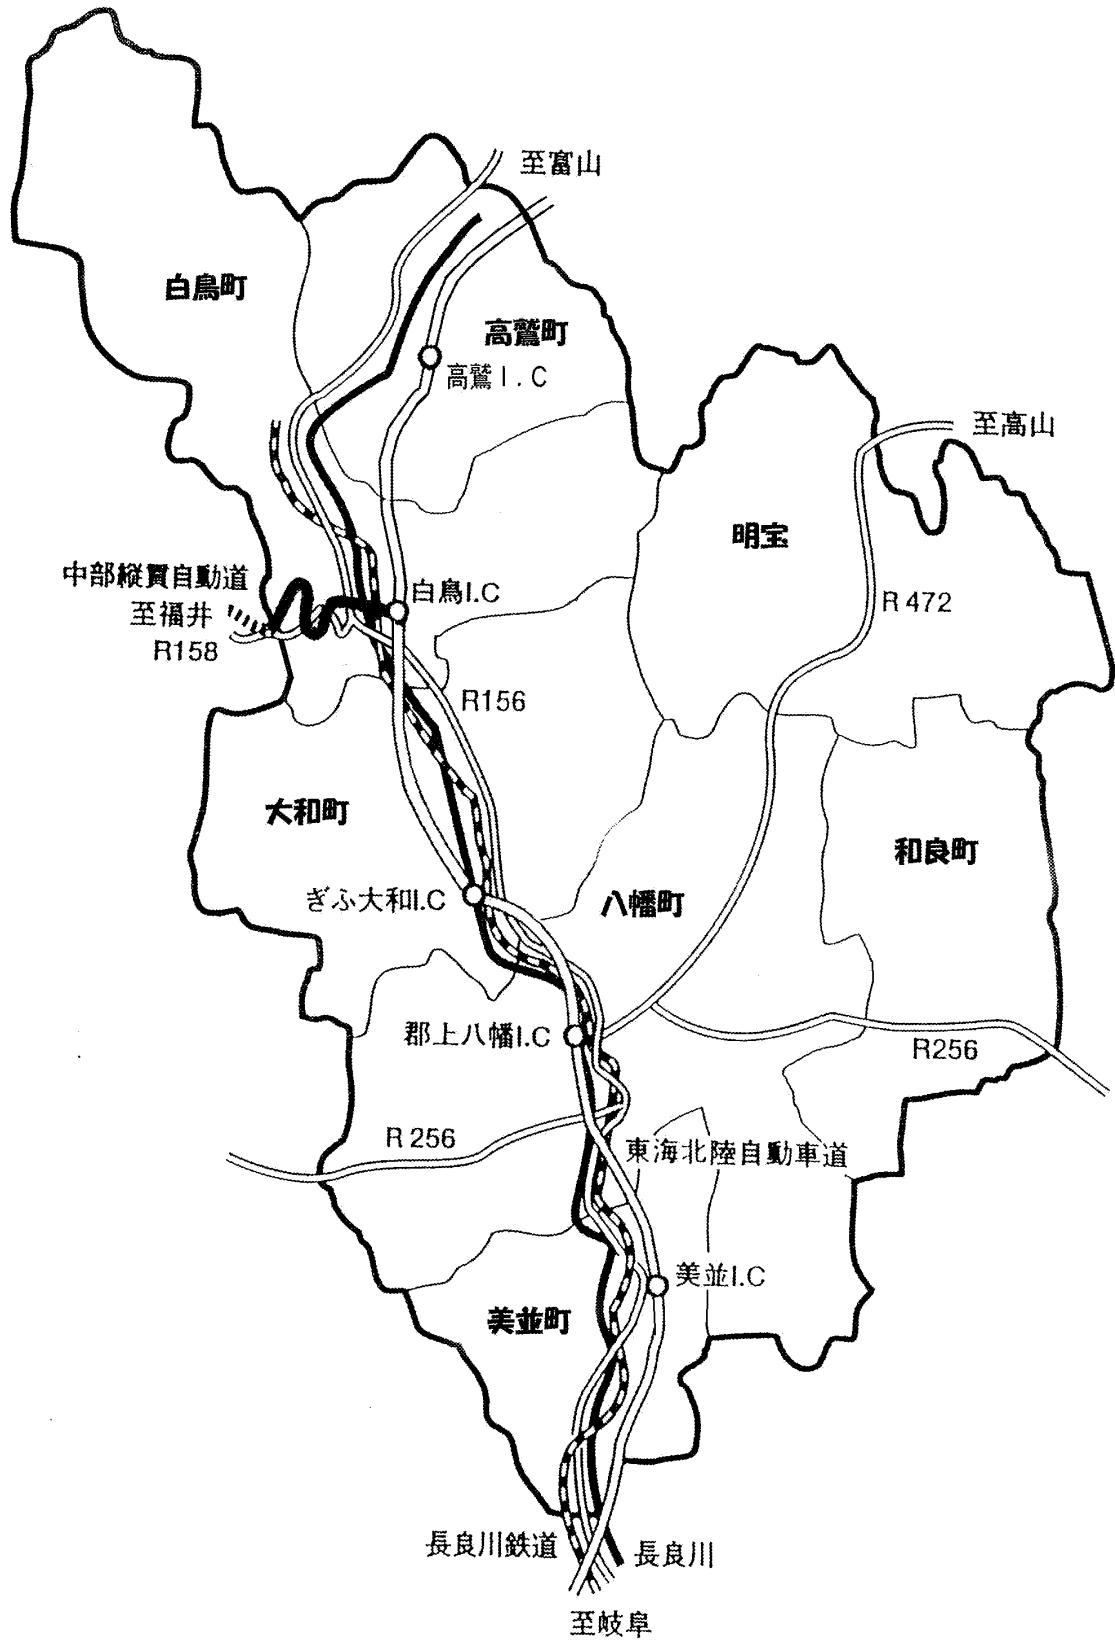 至富山
白鳥町
高鷲町
高鷲I.C
至高山
明宝
中部縦貫自動道
至福井
R158
白鳥I.C
R 472
R156
大和町
和良町
ぎふ大和I.C
八幡町
郡上八幡I.C
R256
R 256
東海北陸自動車道
美並I.C
美並町
長良川鉄道
長良川
至岐阜